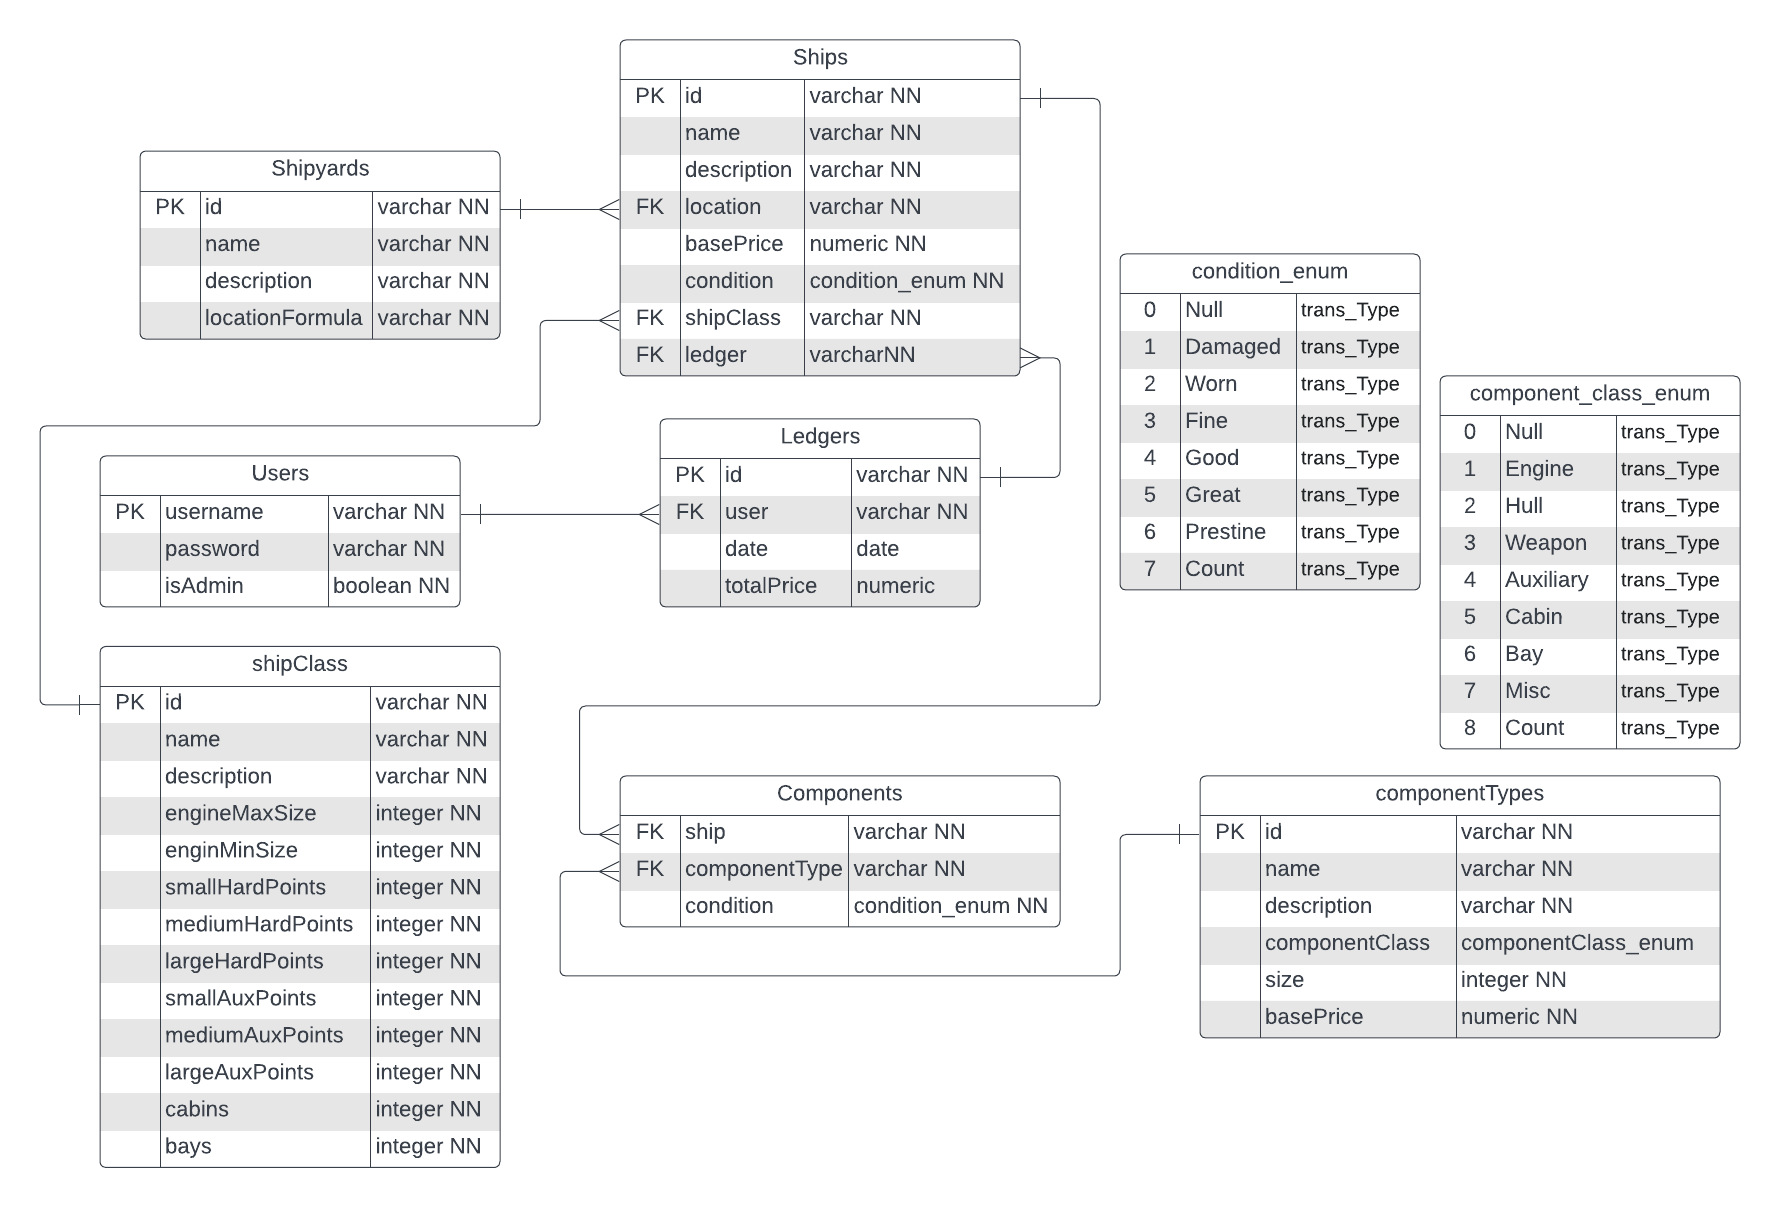 Ships
PK id varchar NN
name varchar NN
description varchar NN
FK location varchar NN
basePrice numeric NN
condition condition_enum NN
FK shipClass varchar NN
FK ledger varcharNN
Shipyards
PK id varchar NN
name varchar NN
description varchar NN
locationFormula varchar NN
condition_enum
0 Null trans_Type
1 Damaged trans_Type
2 Worn trans_Type
3 Fine trans_Type
4 Good trans_Type
5 Great trans_Type
6 Prestine trans_Type
7 Count trans_Type
component_class_enum
0 Null trans_Type
1 Engine trans_Type
2 Hull trans_Type
3 Weapon trans_Type
4 Auxiliary trans_Type
5 Cabin trans_Type
6 Bay trans_Type
7 Misc trans_Type
8 Count trans_Type
Ledgers
PK id varchar NN
FK user varchar NN
date date
totalPrice numeric
Users
PK username varchar NN
password varchar NN
isAdmin boolean NN
shipClass
PK id varchar NN
name varchar NN
description varchar NN
engineMaxSize integer NN
enginMinSize integer NN
smallHardPoints integer NN
mediumHardPoints integer NN
largeHardPoints integer NN
smallAuxPoints integer NN
mediumAuxPoints integer NN
largeAuxPoints integer NN
cabins integer NN
bays integer NN
Components
FK ship varchar NN
FK componentType varchar NN
condition condition_enum NN
componentTypes
PK id varchar NN
name varchar NN
description varchar NN
componentClass componentClass_enum
size integer NN
basePrice numeric NN